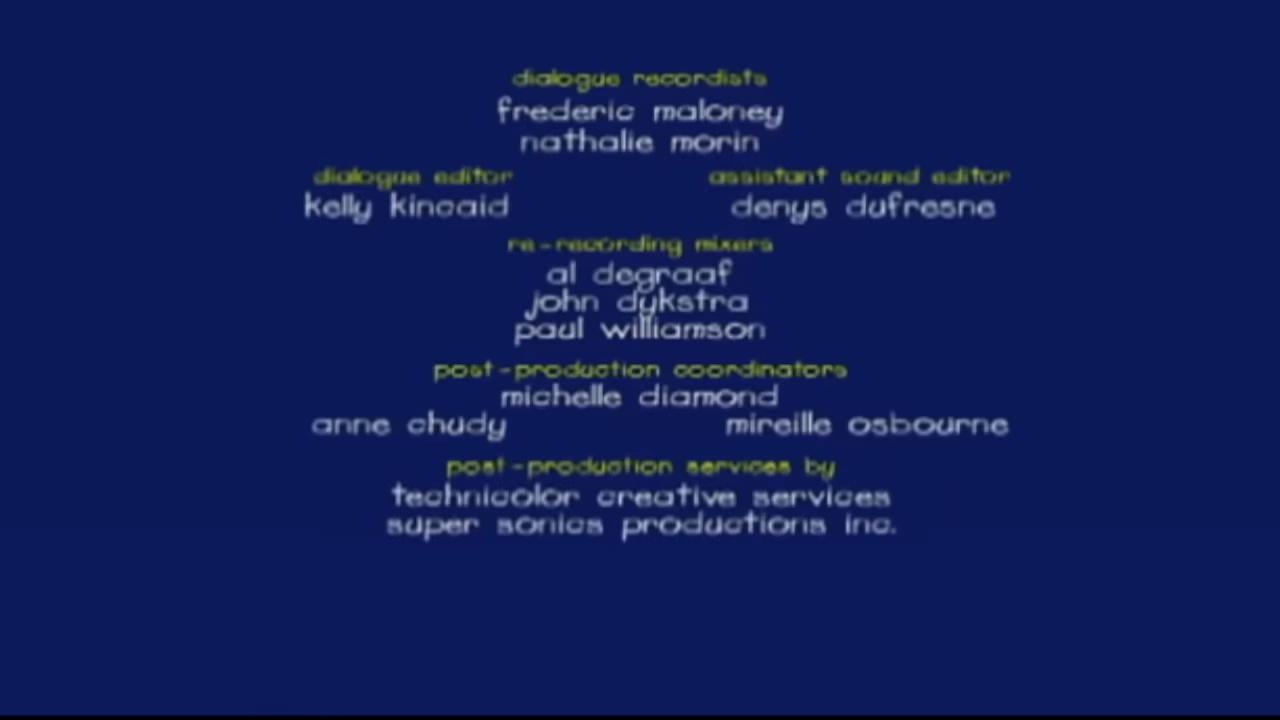 dialogue recordists
frederic maloney
nathalie morin
dialogue editor assistant sound editor
kelly kincaid denys dufresne
re-recording mixers
al degraaf
john dykstra
paul williamson
post-production coordinators
michelle diamond
anne chudy mireille osbourne
post-production services by
technicolor creative services
super sonics productions inc.